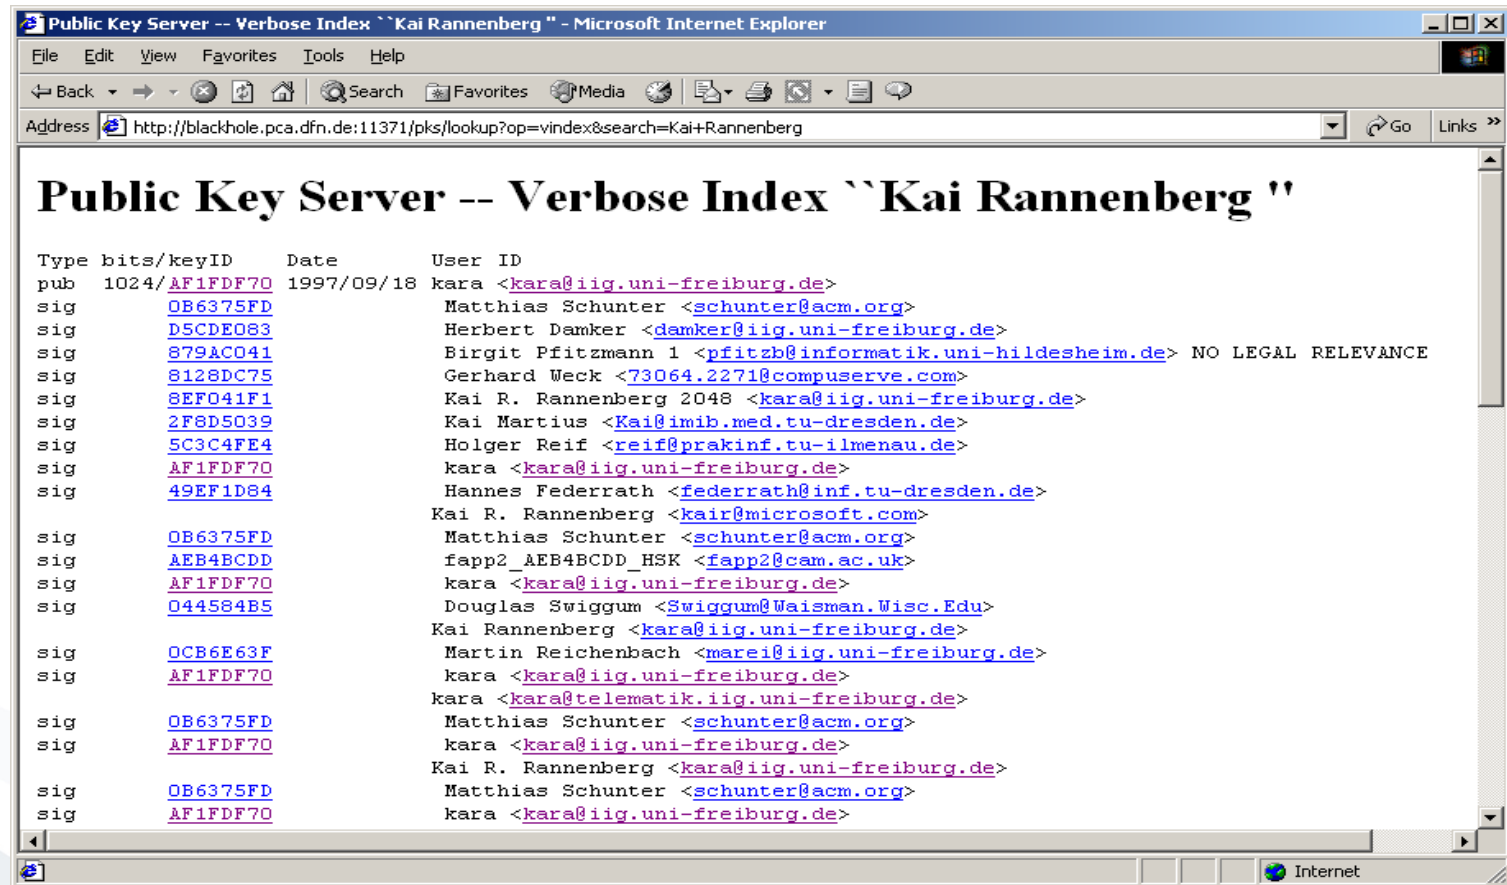 Public Key Server -- Verbose Index ``Kai Rannenberg '' - Microsoft Internet Explorer
File Edit View Favorites Tools Help
Back Search Favorites Media
Address http://blackhole.pca.dfn.de:11371/pks/lookup?op=vindex&search=Kai+Rannenberg Go Links »
Public Key Server -- Verbose Index ``Kai Rannenberg ''
Type bits/keyID Date User ID
pub 1024/AF1FDF70 1997/09/18 kara <kara@iig.uni-freiburg.de>
sig 0B6375FD Matthias Schunter <schunter@acm.org>
sig D5CDE083 Herbert Damker <damker@iig.uni-freiburg.de>
sig 879AC041 Birgit Pfitzmann 1 <pfitzb@informatik.uni-hildesheim.de> NO LEGAL RELEVANCE
sig 8128DC75 Gerhard Weck <73064.2271@compuserve.com>
sig 8EF041F1 Kai R. Rannenberg 2048 <kara@iig.uni-freiburg.de>
sig 2F8D5039 Kai Martius <Kai@imib.med.tu-dresden.de>
sig 5C3C4FE4 Holger Reif <reif@prakinf.tu-ilmenau.de>
sig AF1FDF70 kara <kara@iig.uni-freiburg.de>
sig 49EF1D84 Hannes Federrath <federrath@inf.tu-dresden.de>
Kai R. Rannenberg <kair@microsoft.com>
sig 0B6375FD Matthias Schunter <schunter@acm.org>
sig AEB4BCDD fapp2_AEB4BCDD_HSK <fapp2@cam.ac.uk>
sig AF1FDF70 kara <kara@iig.uni-freiburg.de>
sig 044584B5 Douglas Swiggum <Swiggum@Waisman.Wisc.Edu>
Kai Rannenberg <kara@iig.uni-freiburg.de>
sig 0CB6E63F Martin Reichenbach <marei@iig.uni-freiburg.de>
sig AF1FDF70 kara <kara@iig.uni-freiburg.de>
kara <kara@telematik.iig.uni-freiburg.de>
sig 0B6375FD Matthias Schunter <schunter@acm.org>
sig AF1FDF70 kara <kara@iig.uni-freiburg.de>
Kai R. Rannenberg <kara@iig.uni-freiburg.de>
sig 0B6375FD Matthias Schunter <schunter@acm.org>
sig AF1FDF70 kara <kara@iig.uni-freiburg.de>
Internet